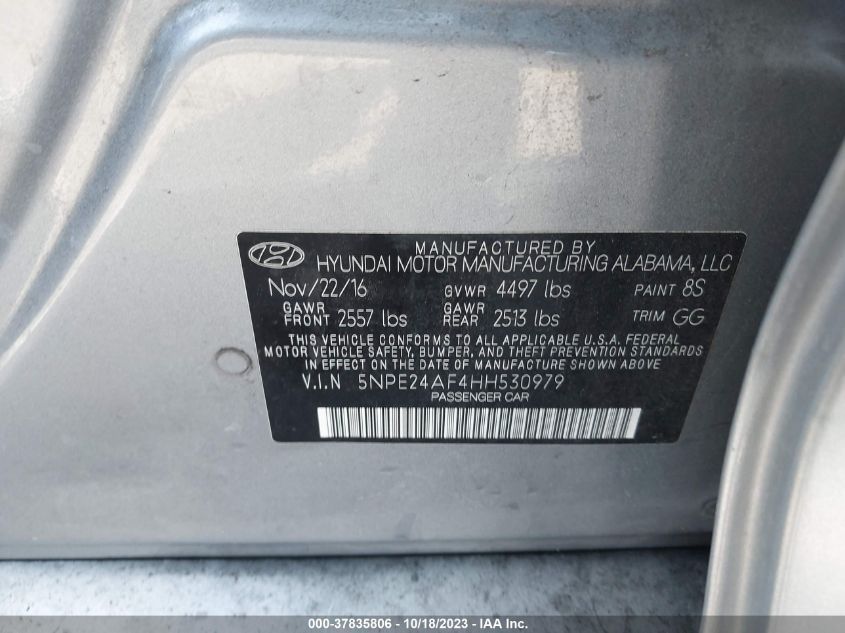 MANUFACTURED BY
HYUNDAI MOTOR MANUFACTURING ALABAMA, LLC
Nov/22/16 GVWR 4497 lbs PAINT 8S
GAWR FRONT 2557 lbs GAWR REAR 2513 lbs TRIM GG
THIS VEHICLE CONFORMS TO ALL APPLICABLE U.S.A. FEDERAL
MOTOR VEHICLE SAFETY, BUMPER, AND THEFT PREVENTION STANDARDS
IN EFFECT ON THE DATE OF MANUFACTURE SHOWN ABOVE.
V.I.N 5NPE24AF4HH530979
PASSENGER CAR
000-37835806 - 10/18/2023 - IAAI.com